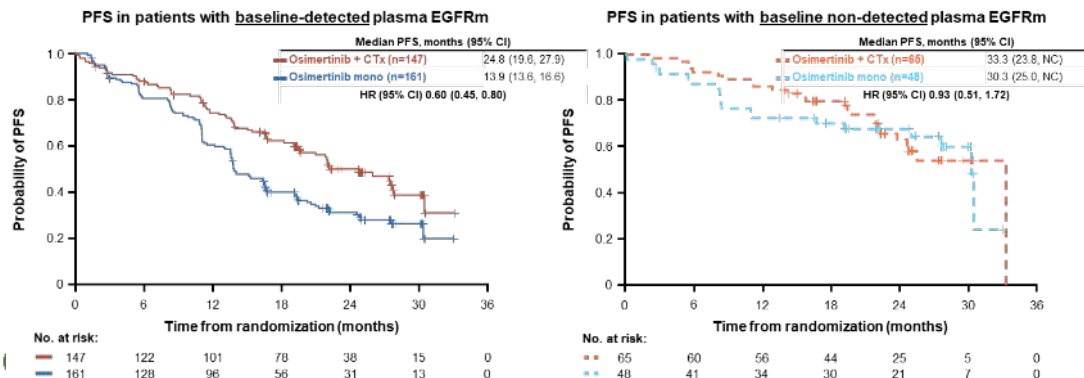 PFS in patients with baseline-detected plasma EGFRm
Median PFS, months (95% CI)
Osimertinib + CTx (n=147) 24.8 (19.6, 27.9)
Osimertinib mono (n=161) 13.9 (13.6, 16.6)
HR (95% CI) 0.60 (0.45, 0.80)
Probability of PFS
1.0
0.8
0.6
0.4
0.2
0
0 6 12 18 24 30 36
Time from randomization (months)
No. at risk:
147 122 101 78 38 15 0
161 128 96 56 31 13 0
PFS in patients with baseline non-detected plasma EGFRm
Median PFS, months (95% CI)
Osimertinib + CTx (n=65) 33.3 (23.8, NC)
Osimertinib mono (n=48) 30.3 (25.0, NC)
HR (95% CI) 0.93 (0.51, 1.72)
Probability of PFS
1.0
0.8
0.6
0.4
0.2
0
0 6 12 18 24 30 36
Time from randomization (months)
No. at risk:
65 60 56 44 25 5 0
48 41 34 30 21 7 0